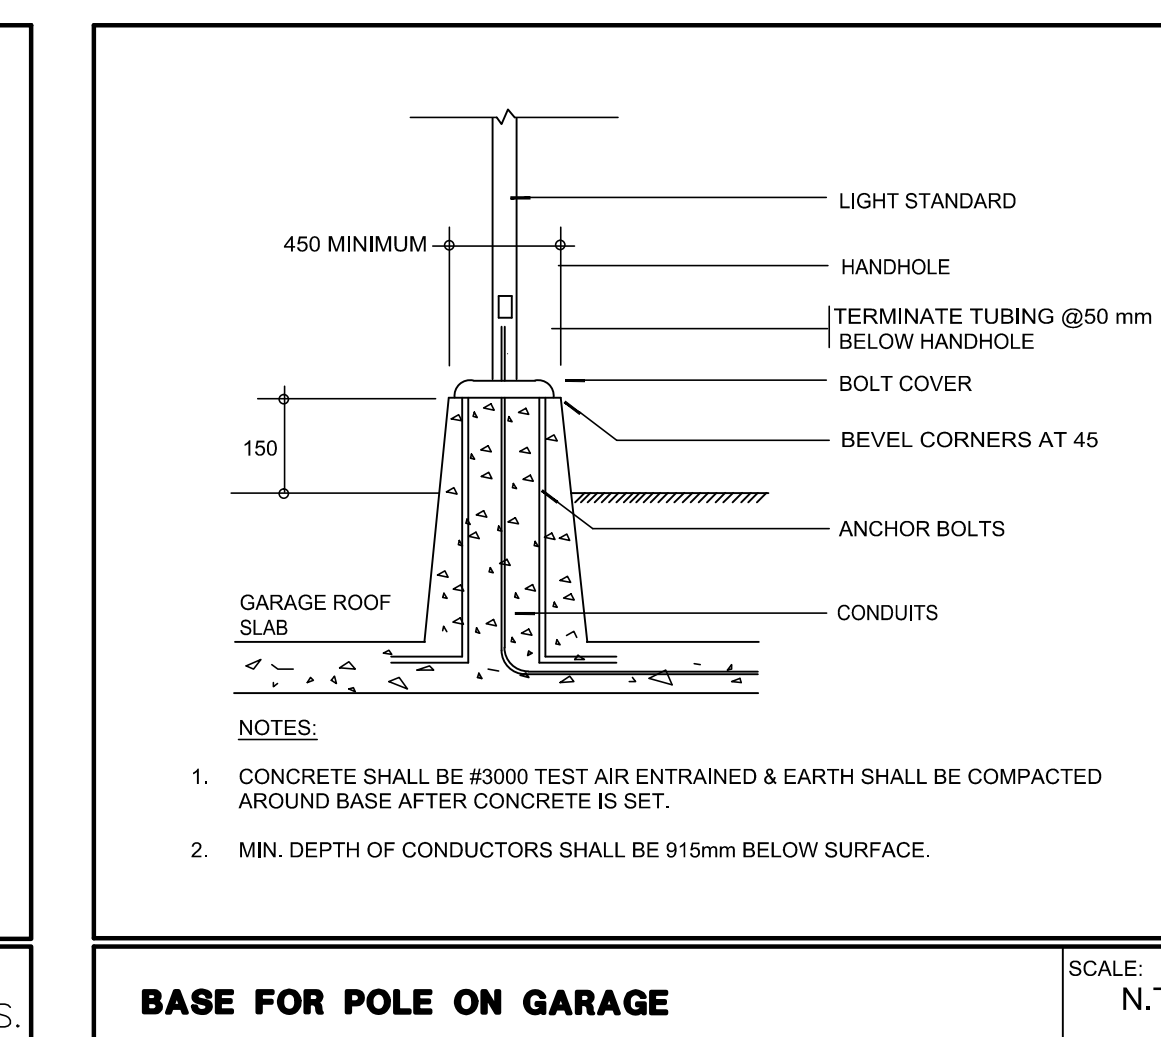 LIGHT STANDARD
450 MINIMUM
HANDHOLE
TERMINATE TUBING @50 mm
BELOW HANDHOLE
BOLT COVER
150
BEVEL CORNERS AT 45
ANCHOR BOLTS
GARAGE ROOF
SLAB
CONDUITS
NOTES:
1. CONCRETE SHALL BE #3000 TEST AIR ENTRAINED & EARTH SHALL BE COMPACTED
AROUND BASE AFTER CONCRETE IS SET.
2. MIN. DEPTH OF CONDUCTORS SHALL BE 915mm BELOW SURFACE.
BASE FOR POLE ON GARAGE
SCALE: